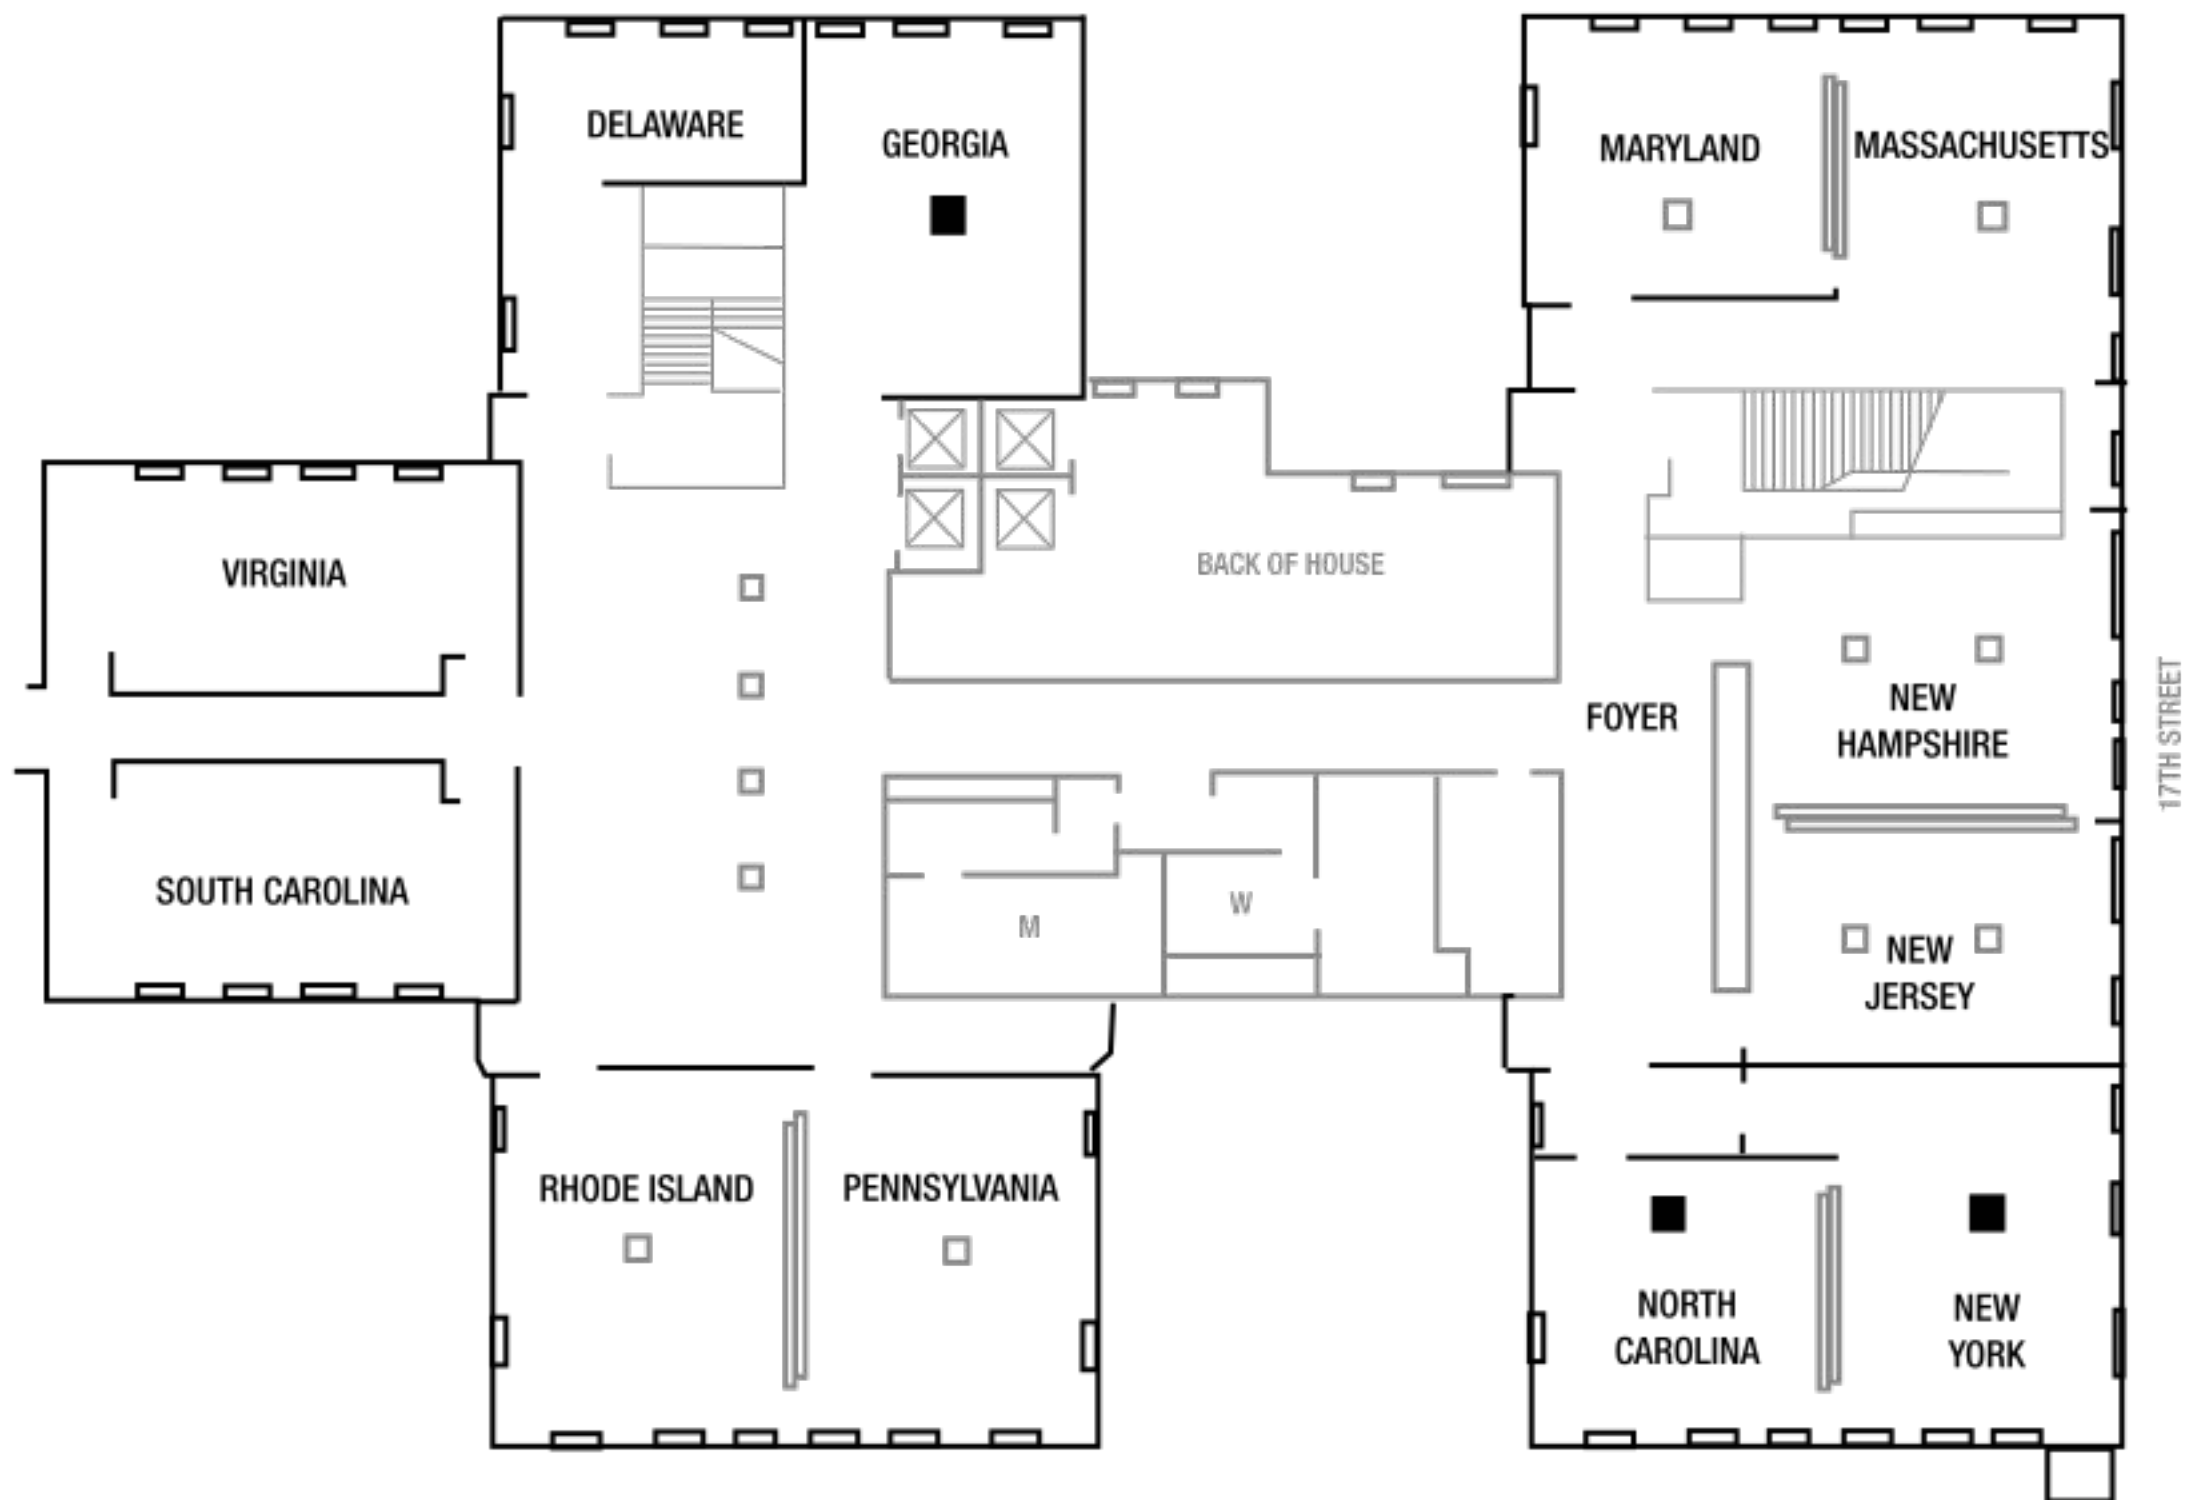 DELAWARE
GEORGIA
MARYLAND
MASSACHUSETTS
VIRGINIA
BACK OF HOUSE
FOYER
NEW
HAMPSHIRE
17TH STREET
SOUTH CAROLINA
M
W
NEW
JERSEY
RHODE ISLAND
PENNSYLVANIA
NORTH
CAROLINA
NEW
YORK